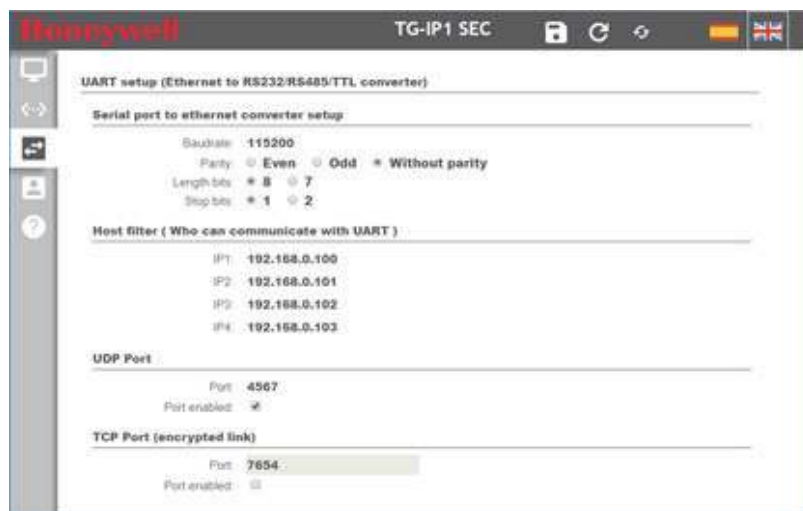 Honeywell
TG-IP1 SEC
UART setup (Ethernet to RS232/RS485/TTL converter)
Serial port to ethernet converter setup
Baudrate: 115200
Parity: Even Odd Without parity
Length bits: 8 7
Stop bits: 1 2
Host filter ( Who can communicate with UART )
IP1: 192.168.0.100
IP2: 192.168.0.101
IP3: 192.168.0.102
IP4: 192.168.0.103
UDP Port
Port: 4567
Port enabled:
TCP Port (encrypted link)
Port: 7654
Port enabled: